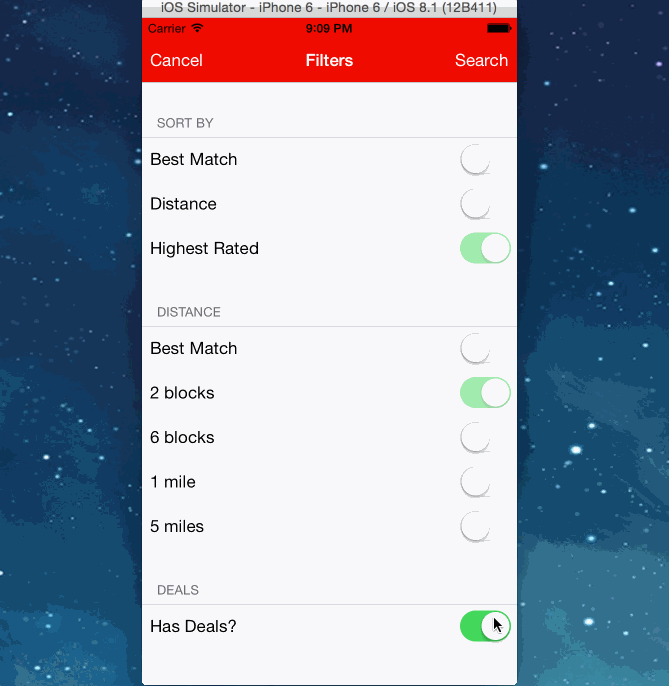 iOS Simulator - iPhone 6 - iPhone 6 / iOS 8.1 (12B411)
Carrier 9:09 PM
Cancel Filters Search
SORT BY
Best Match
Distance
Highest Rated
DISTANCE
Best Match
2 blocks
6 blocks
1 mile
5 miles
DEALS
Has Deals?